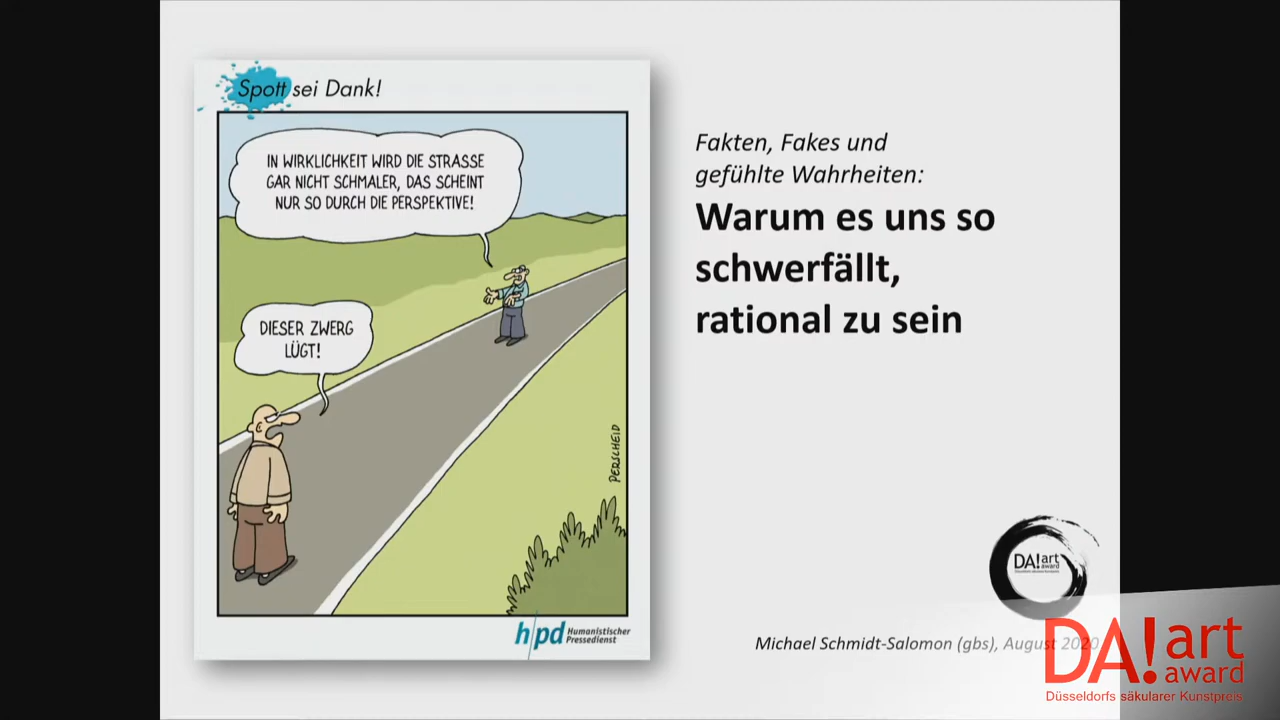 Spott sei Dank!
IN WIRKLICHKEIT WIRD DIE STRASSE
GAR NICHT SCHMALER, DAS SCHEINT
NUR SO DURCH DIE PERSPEKTIVE!
DIESER ZWERG
LÜGT!
PERSCHEID
h/pd Humanistischer
Pressedienst
Fakten, Fakes und
gefühlte Wahrheiten:
Warum es uns so
schwerfällt,
rational zu sein
DA!art
award
Michael Schmidt-Salomon (gbs), August 2020
DA!art
award
Düsseldorfs säkularer Kunstpreis